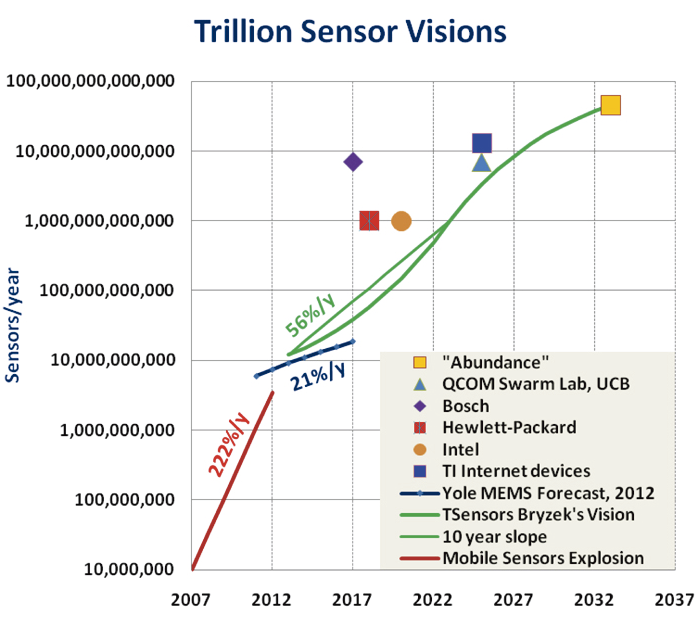 Trillion Sensor Visions
100,000,000,000,000
10,000,000,000,000
1,000,000,000,000
100,000,000,000
10,000,000,000
1,000,000,000
100,000,000
10,000,000
Sensors/year
56%/y
21%/y
222%/y
"Abundance"
QCOM Swarm Lab, UCB
Bosch
Hewlett-Packard
Intel
TI Internet devices
Yole MEMS Forecast, 2012
TSensors Bryzek's Vision
10 year slope
Mobile Sensors Explosion
2007 2012 2017 2022 2027 2032 2037